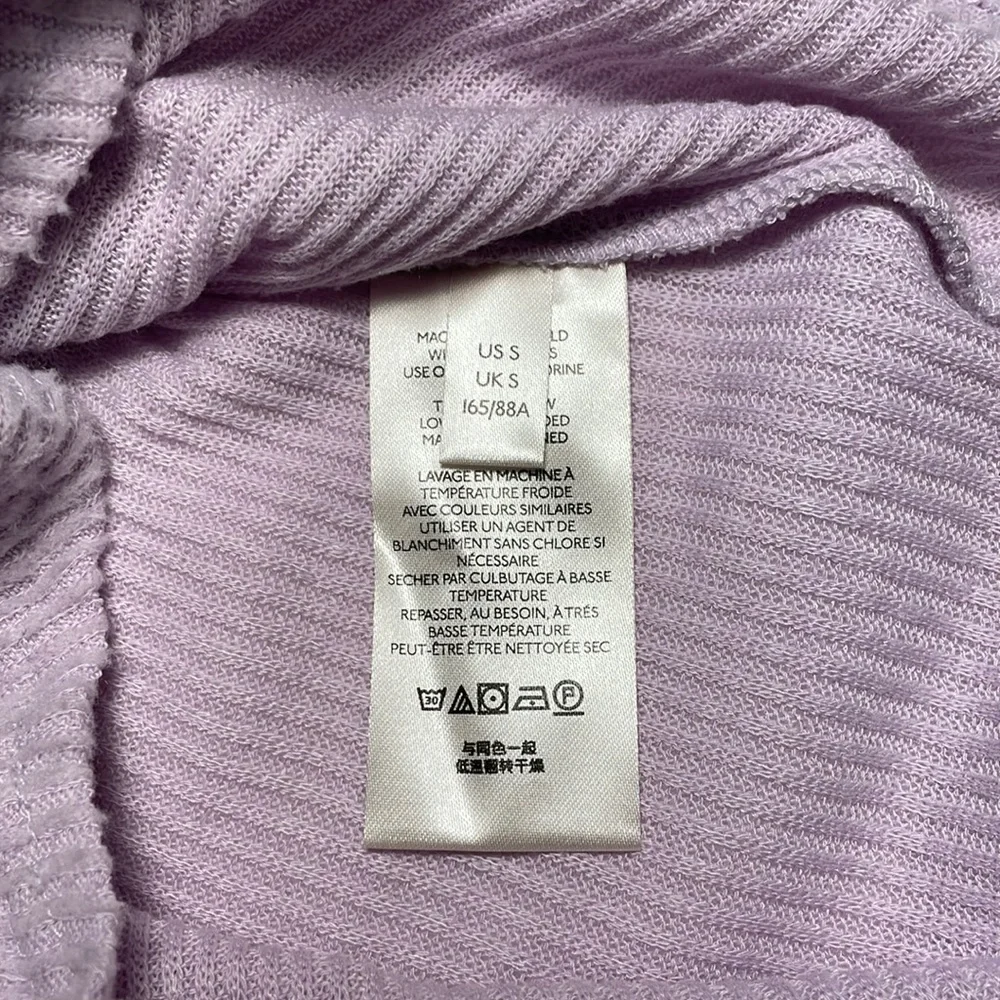 US S
UK S
165/88A
USE
LAVAGE EN MACHINE À
TEMPÉRATURE FROIDE
AVEC COULEURS SIMILAIRES
UTILISER UN AGENT DE
BLANCHIMENT SANS CHLORE SI
NÉCESSAIRE
SECHER PAR CULBUTAGE À BASSE
TEMPERATURE
REPASSER, AU BESOIN, À TRÉS
BASSE TEMPÉRATURE
PEUT-ÊTRE ÊTRE NETTOYÉE SEC
30
P
与同色一起
低温翻转干燥